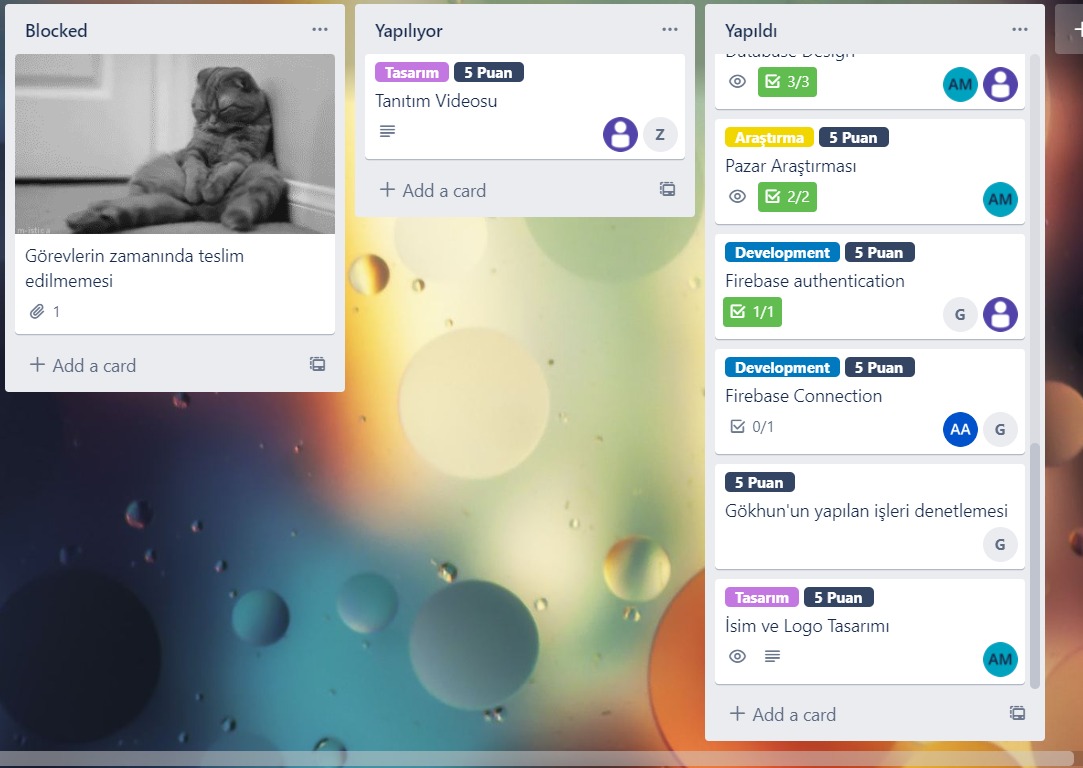 Blocked
Görevlerin zamanında teslim
edilmemesi
1
Add a card
Yapılıyor
Tasarım 5 Puan
Tanıtım Videosu
Z
Add a card
Yapıldı
Database Design
3/3 AM
Araştırma 5 Puan
Pazar Araştırması
2/2 AM
Development 5 Puan
Firebase authentication
1/1 G
Development 5 Puan
Firebase Connection
0/1 AA G
5 Puan
Gökhun'un yapılan işleri denetlemesi
G
Tasarım 5 Puan
İsim ve Logo Tasarımı
AM
Add a card